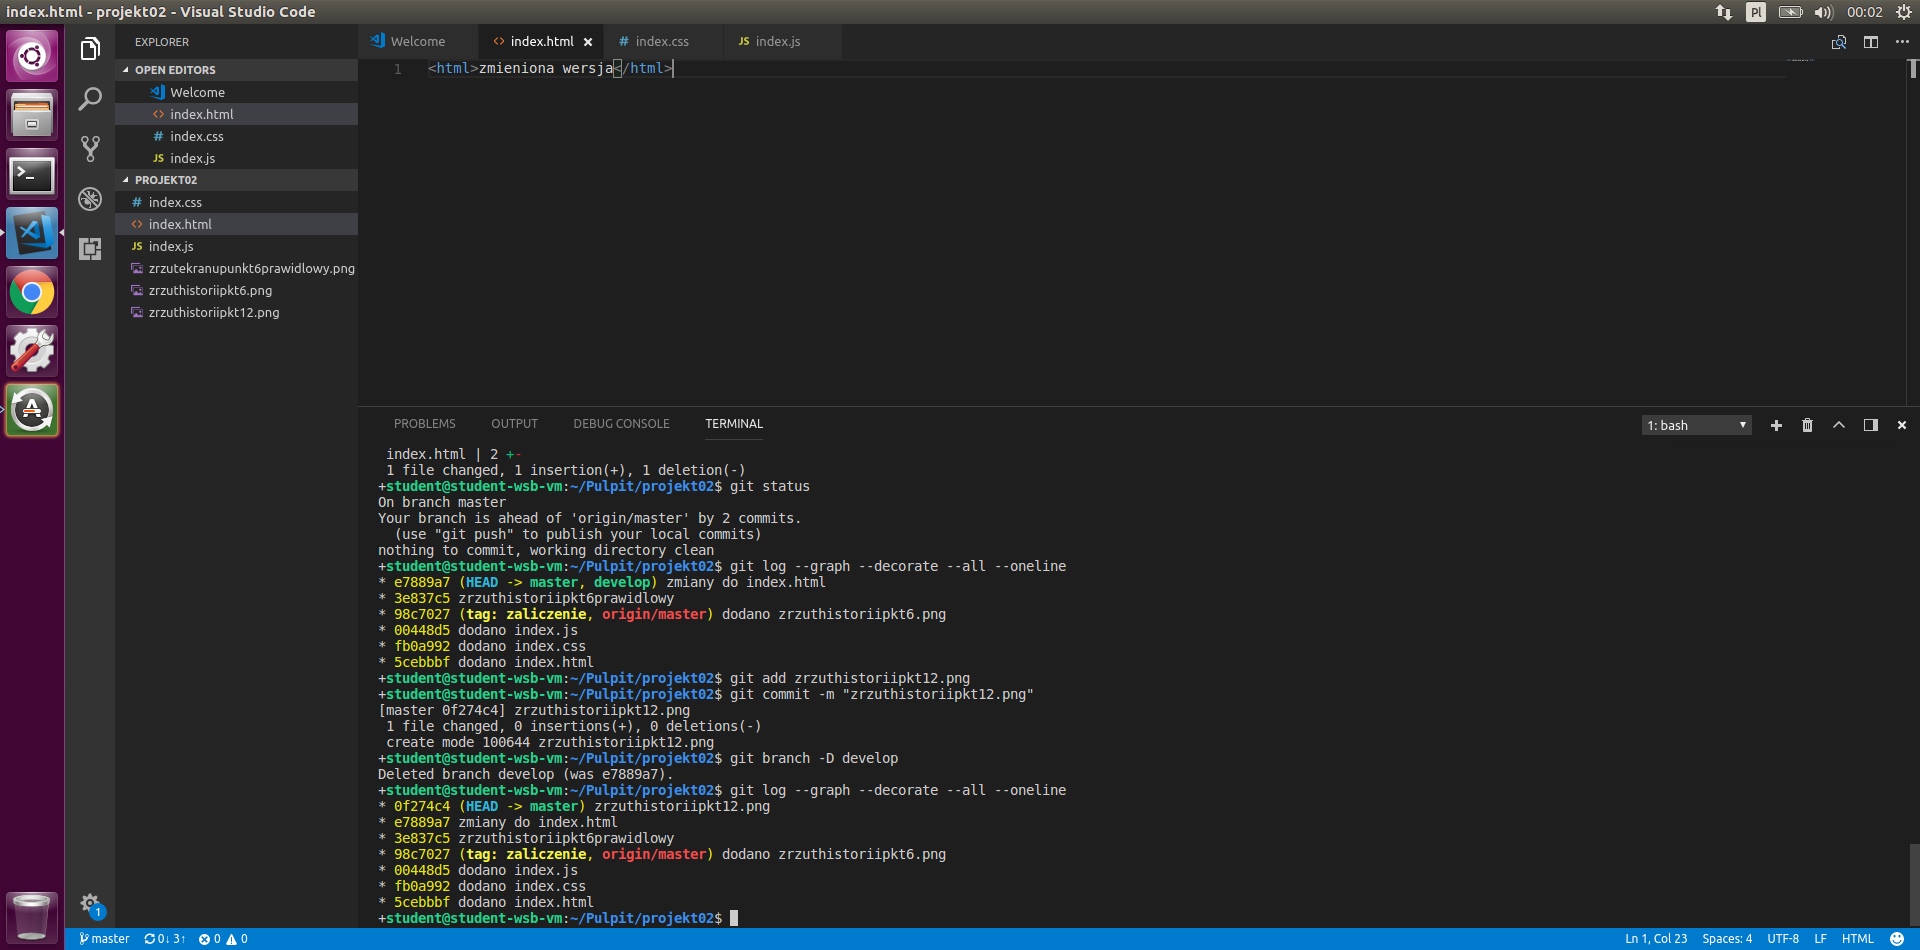 index.html - projekt02 - Visual Studio Code
Pl
00:02
EXPLORER
OPEN EDITORS
Welcome
index.html
# index.css
JS index.js
PROJEKT02
# index.css
index.html
JS index.js
zrzutekranupunkt6prawidlowy.png
zrzuthistoriipkt6.png
zrzuthistoriipkt12.png
1
Welcome
index.html
# index.css
JS index.js
1 <html>zmieniona wersja</html>
PROBLEMS OUTPUT DEBUG CONSOLE TERMINAL
1: bash
index.html | 2 +-
1 file changed, 1 insertion(+), 1 deletion(-)
+student@student-wsb-vm:~/Pulpit/projekt02$ git status
On branch master
Your branch is ahead of 'origin/master' by 2 commits.
(use "git push" to publish your local commits)
nothing to commit, working directory clean
+student@student-wsb-vm:~/Pulpit/projekt02$ git log --graph --decorate --all --oneline
* e7889a7 (HEAD -> master, develop) zmiany do index.html
* 3e837c5 zrzuthistoriipkt6prawidlowy
* 98c7027 (tag: zaliczenie, origin/master) dodano zrzuthistoriipkt6.png
* 00448d5 dodano index.js
* fb0a992 dodano index.css
* 5cebbbf dodano index.html
+student@student-wsb-vm:~/Pulpit/projekt02$ git add zrzuthistoriipkt12.png
+student@student-wsb-vm:~/Pulpit/projekt02$ git commit -m "zrzuthistoriipkt12.png"
[master 0f274c4] zrzuthistoriipkt12.png
1 file changed, 0 insertions(+), 0 deletions(-)
create mode 100644 zrzuthistoriipkt12.png
+student@student-wsb-vm:~/Pulpit/projekt02$ git branch -D develop
Deleted branch develop (was e7889a7).
+student@student-wsb-vm:~/Pulpit/projekt02$ git log --graph --decorate --all --oneline
* 0f274c4 (HEAD -> master) zrzuthistoriipkt12.png
* e7889a7 zmiany do index.html
* 3e837c5 zrzuthistoriipkt6prawidlowy
* 98c7027 (tag: zaliczenie, origin/master) dodano zrzuthistoriipkt6.png
* 00448d5 dodano index.js
* fb0a992 dodano index.css
* 5cebbbf dodano index.html
+student@student-wsb-vm:~/Pulpit/projekt02$
master 0↓ 3↑ 0 0
Ln 1, Col 23 Spaces: 4 UTF-8 LF HTML